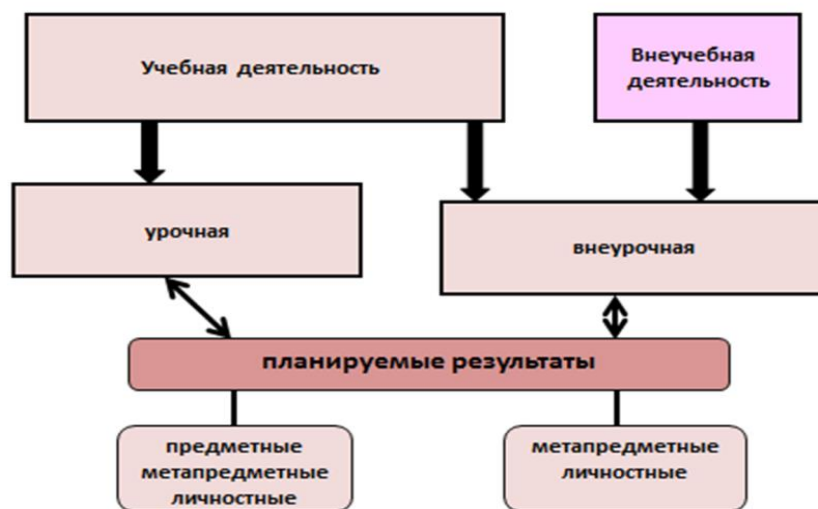 Учебная деятельность
Внеучебная
деятельность
урочная
внеурочная
планируемые результаты
предметные
метапредметные
личностные
метапредметные
личностные